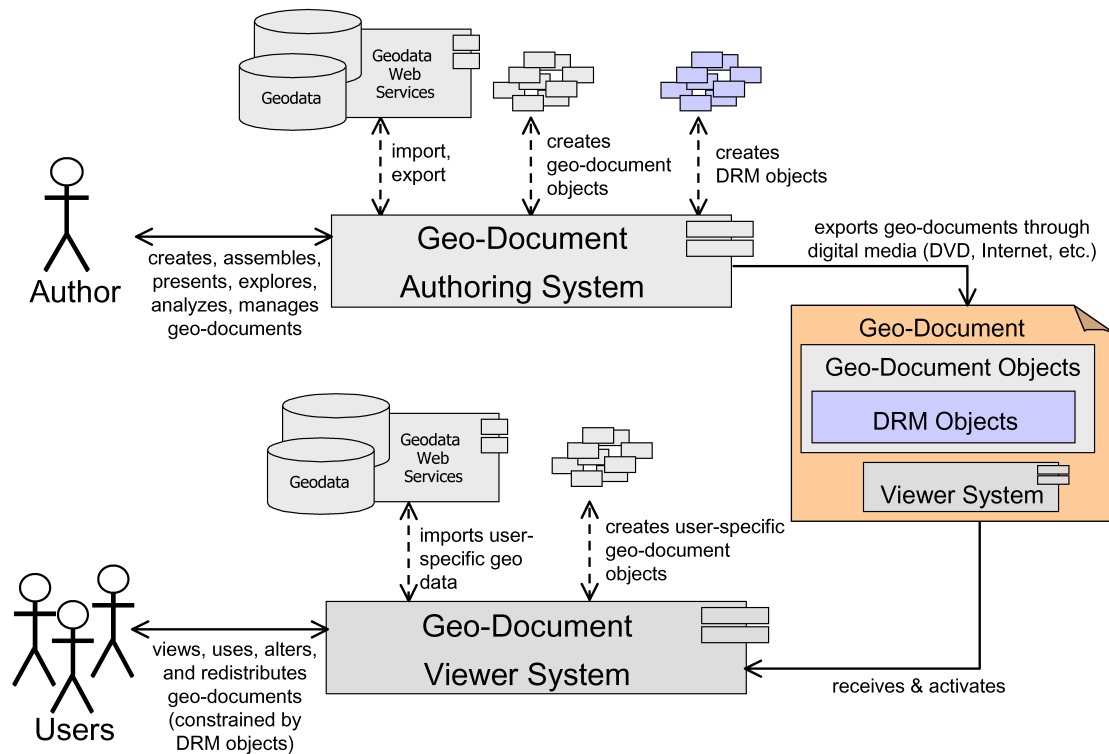 Geodata
Geodata
Web
Services
import,
export
creates
geo-document
objects
creates
DRM objects
Author
creates, assembles,
presents, explores,
analyzes, manages
geo-documents
Geo-Document
Authoring System
exports geo-documents through
digital media (DVD, Internet, etc.)
Geo-Document
Geo-Document Objects
DRM Objects
Viewer System
Geodata
Geodata
Web
Services
imports user-
specific geo
data
creates user-specific
geo-document
objects
Users
views, uses, alters,
and redistributes
geo-documents
(constrained by
DRM objects)
Geo-Document
Viewer System
receives & activates